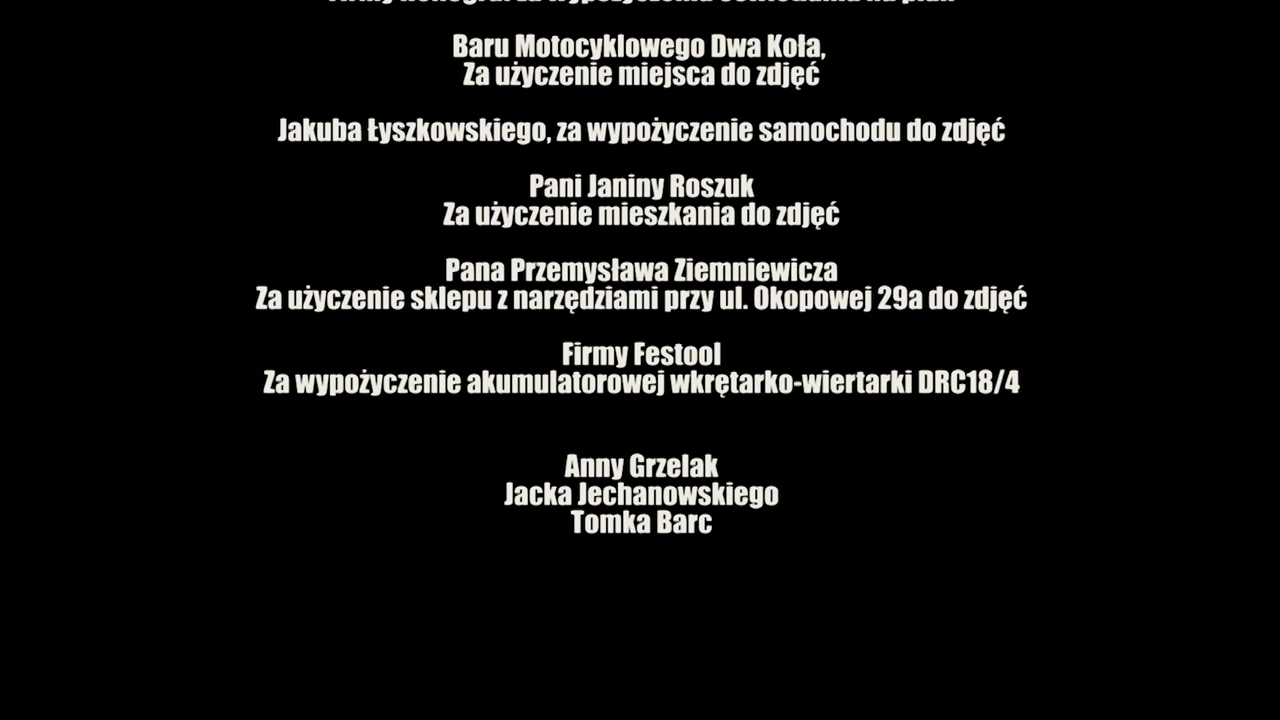 Baru Motocyklowego Dwa Koła,
Za użyczenie miejsca do zdjęć
Jakuba Łyszkowskiego, za wypożyczenie samochodu do zdjęć
Pani Janiny Roszuk
Za użyczenie mieszkania do zdjęć
Pana Przemysława Ziemniewicza
Za użyczenie sklepu z narzędziami przy ul. Okopowej 29a do zdjęć
Firmy Festool
Za wypożyczenie akumulatorowej wkrętarko-wiertarki DRC18/4
Anny Grzelak
Jacka Jechanowskiego
Tomka Barc